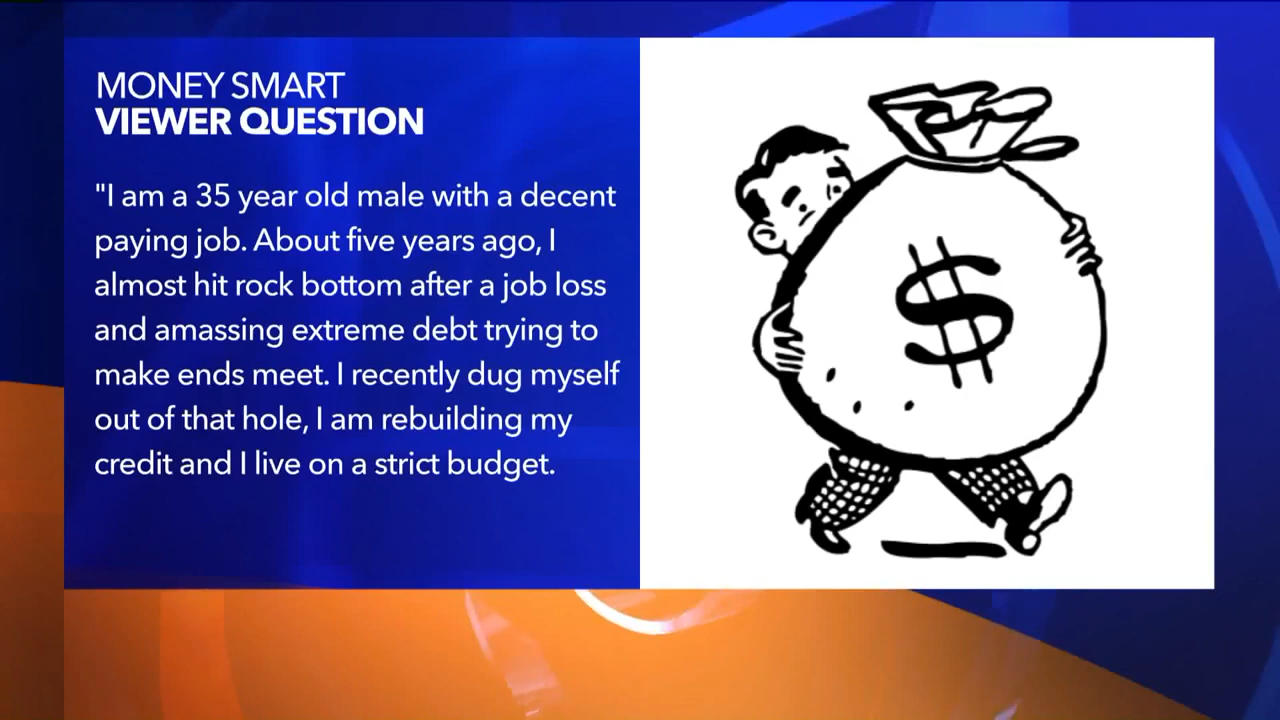 MONEY SMART
VIEWER QUESTION
"I am a 35 year old male with a decent
paying job. About five years ago, I
almost hit rock bottom after a job loss
and amassing extreme debt trying to
make ends meet. I recently dug myself
out of that hole, I am rebuilding my
credit and I live on a strict budget.
$